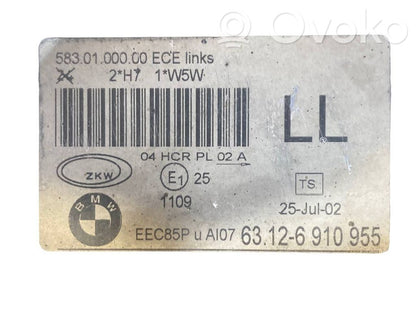 Ovoko
583.01.000.00 ECE links
2*H7 1*W5W
LL
04 HCR PL 02 A
ZKW
E1 25
TS
1109
25-Jul-02
BMW
EEC85P u AI07 63.12-6 910 955